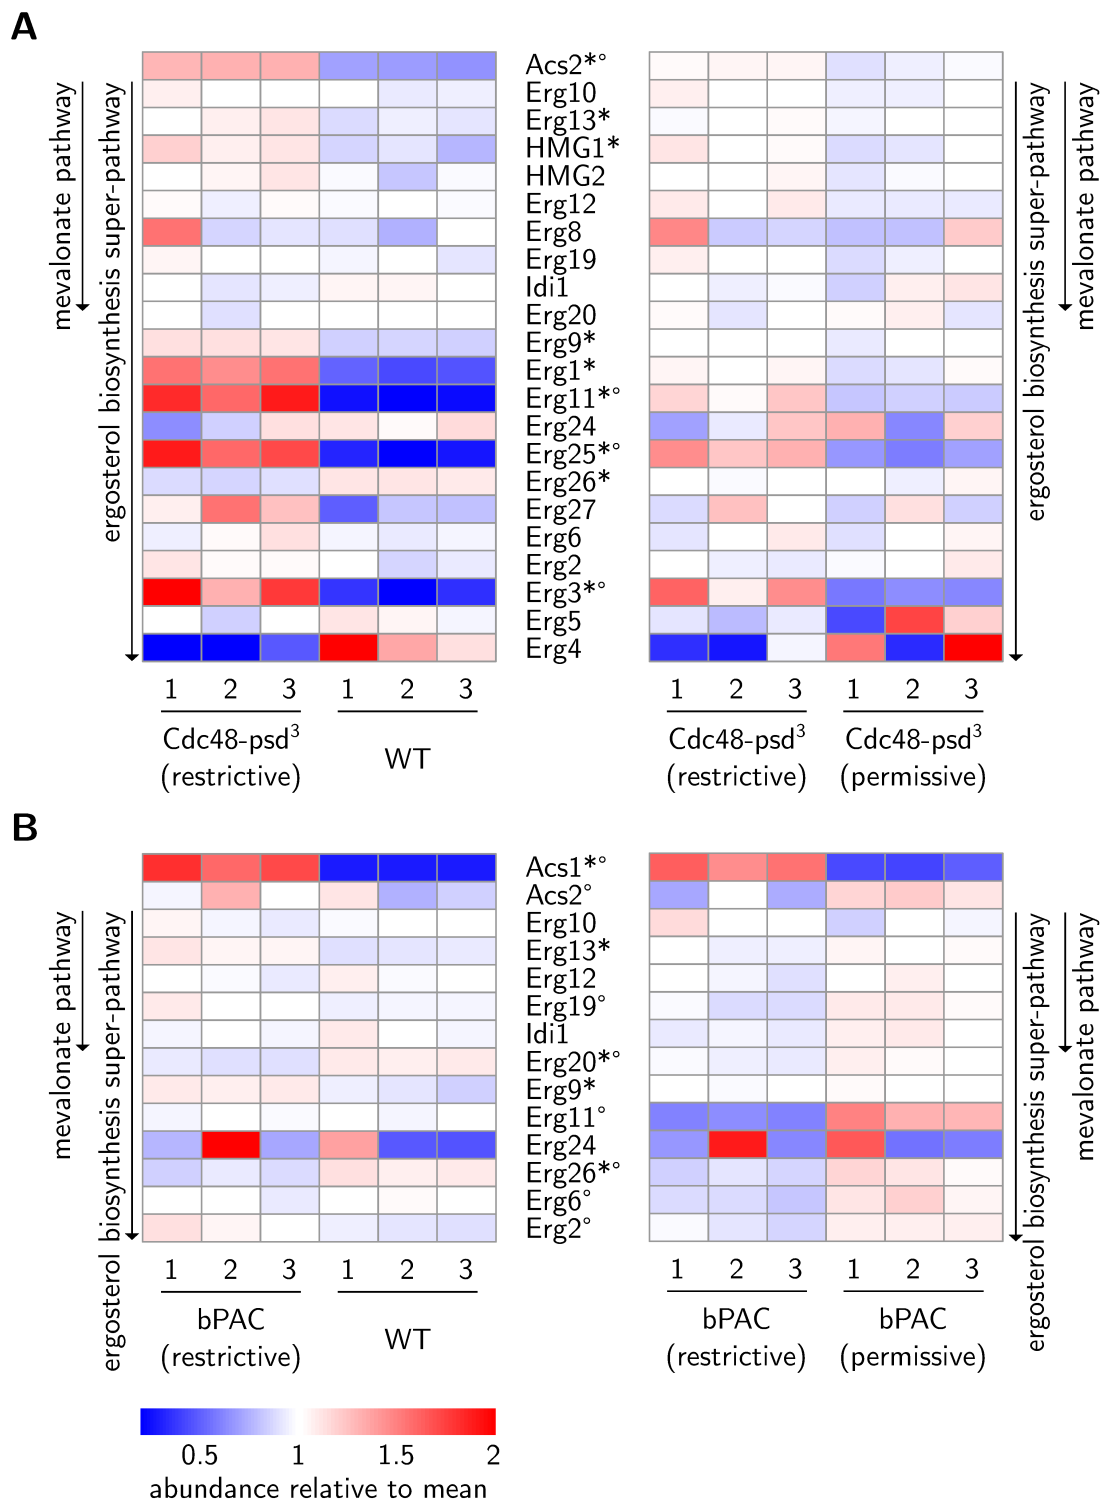 A
mevalonate pathway
ergosterol biosynthesis super-pathway
Acs2*°
Erg10
Erg13*
HMG1*
HMG2
Erg12
Erg8
Erg19
Idi1
Erg20
Erg9*
Erg1*
Erg11*°
Erg24
Erg25*°
Erg26*
Erg27
Erg6
Erg2
Erg3*°
Erg5
Erg4
ergosterol biosynthesis super-pathway
mevalonate pathway
1 2 3 1 2 3
Cdc48-psd³
(restrictive)
WT
1 2 3 1 2 3
Cdc48-psd³
(restrictive)
Cdc48-psd³
(permissive)
B
mevalonate pathway
ergosterol biosynthesis super-pathway
Acs1*°
Acs2°
Erg10
Erg13*
Erg12
Erg19°
Idi1
Erg20*°
Erg9*
Erg11°
Erg24
Erg26*°
Erg6°
Erg2°
ergosterol biosynthesis super-pathway
mevalonate pathway
1 2 3 1 2 3
bPAC
(restrictive)
WT
1 2 3 1 2 3
bPAC
(restrictive)
bPAC
(permissive)
0.5 1 1.5 2
abundance relative to mean